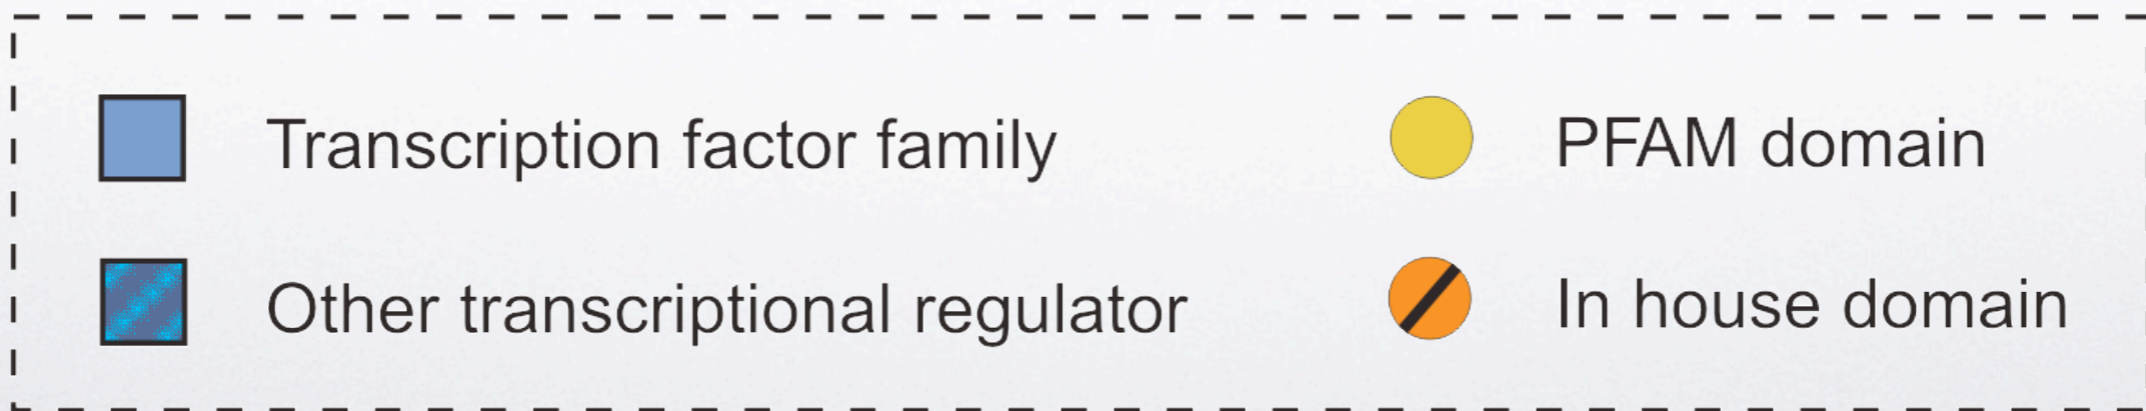 Transcription factor family
PFAM domain
Other transcriptional regulator
In house domain